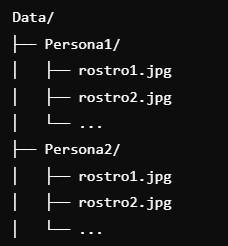 Data/
├── Persona1/
│   ├── rostro1.jpg
│   ├── rostro2.jpg
│   └── ...
├── Persona2/
│   ├── rostro1.jpg
│   ├── rostro2.jpg
│   └── ...